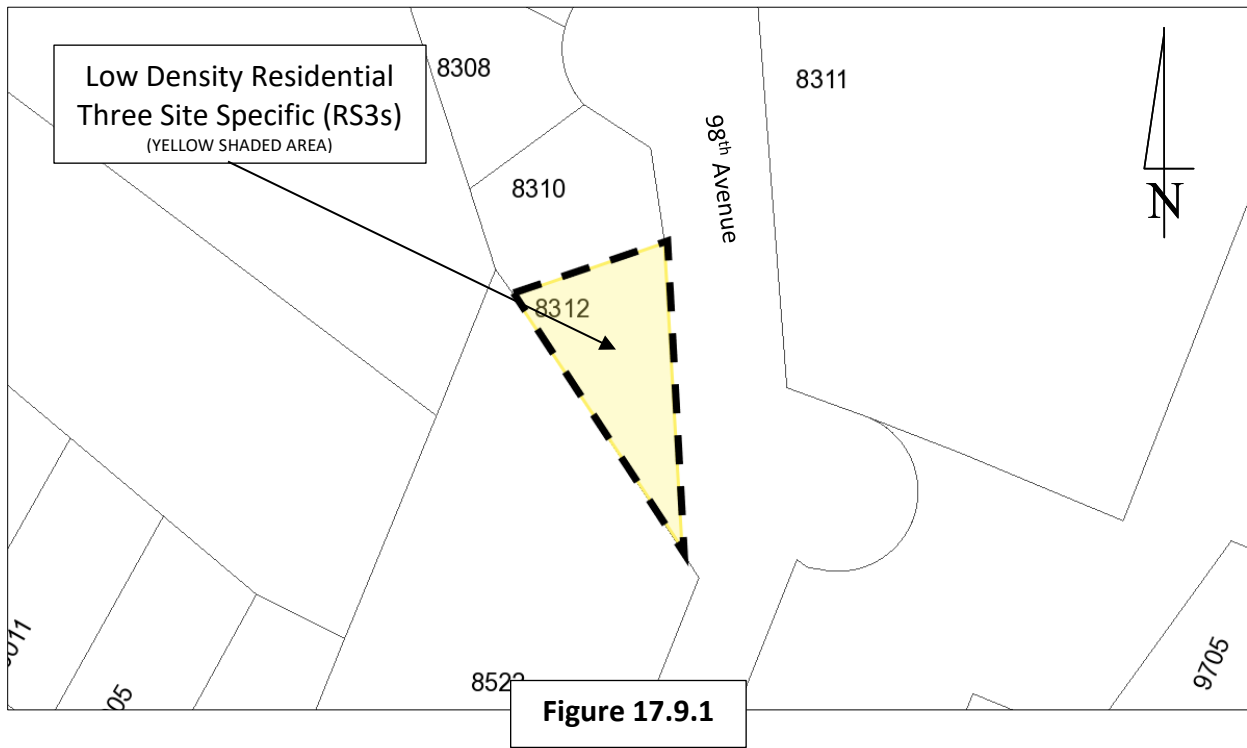 Low Density Residential
Three Site Specific (RS3s)
(YELLOW SHADED AREA)
8308
8311
98th Avenue
8310
N
8312
9705
Figure 17.9.1